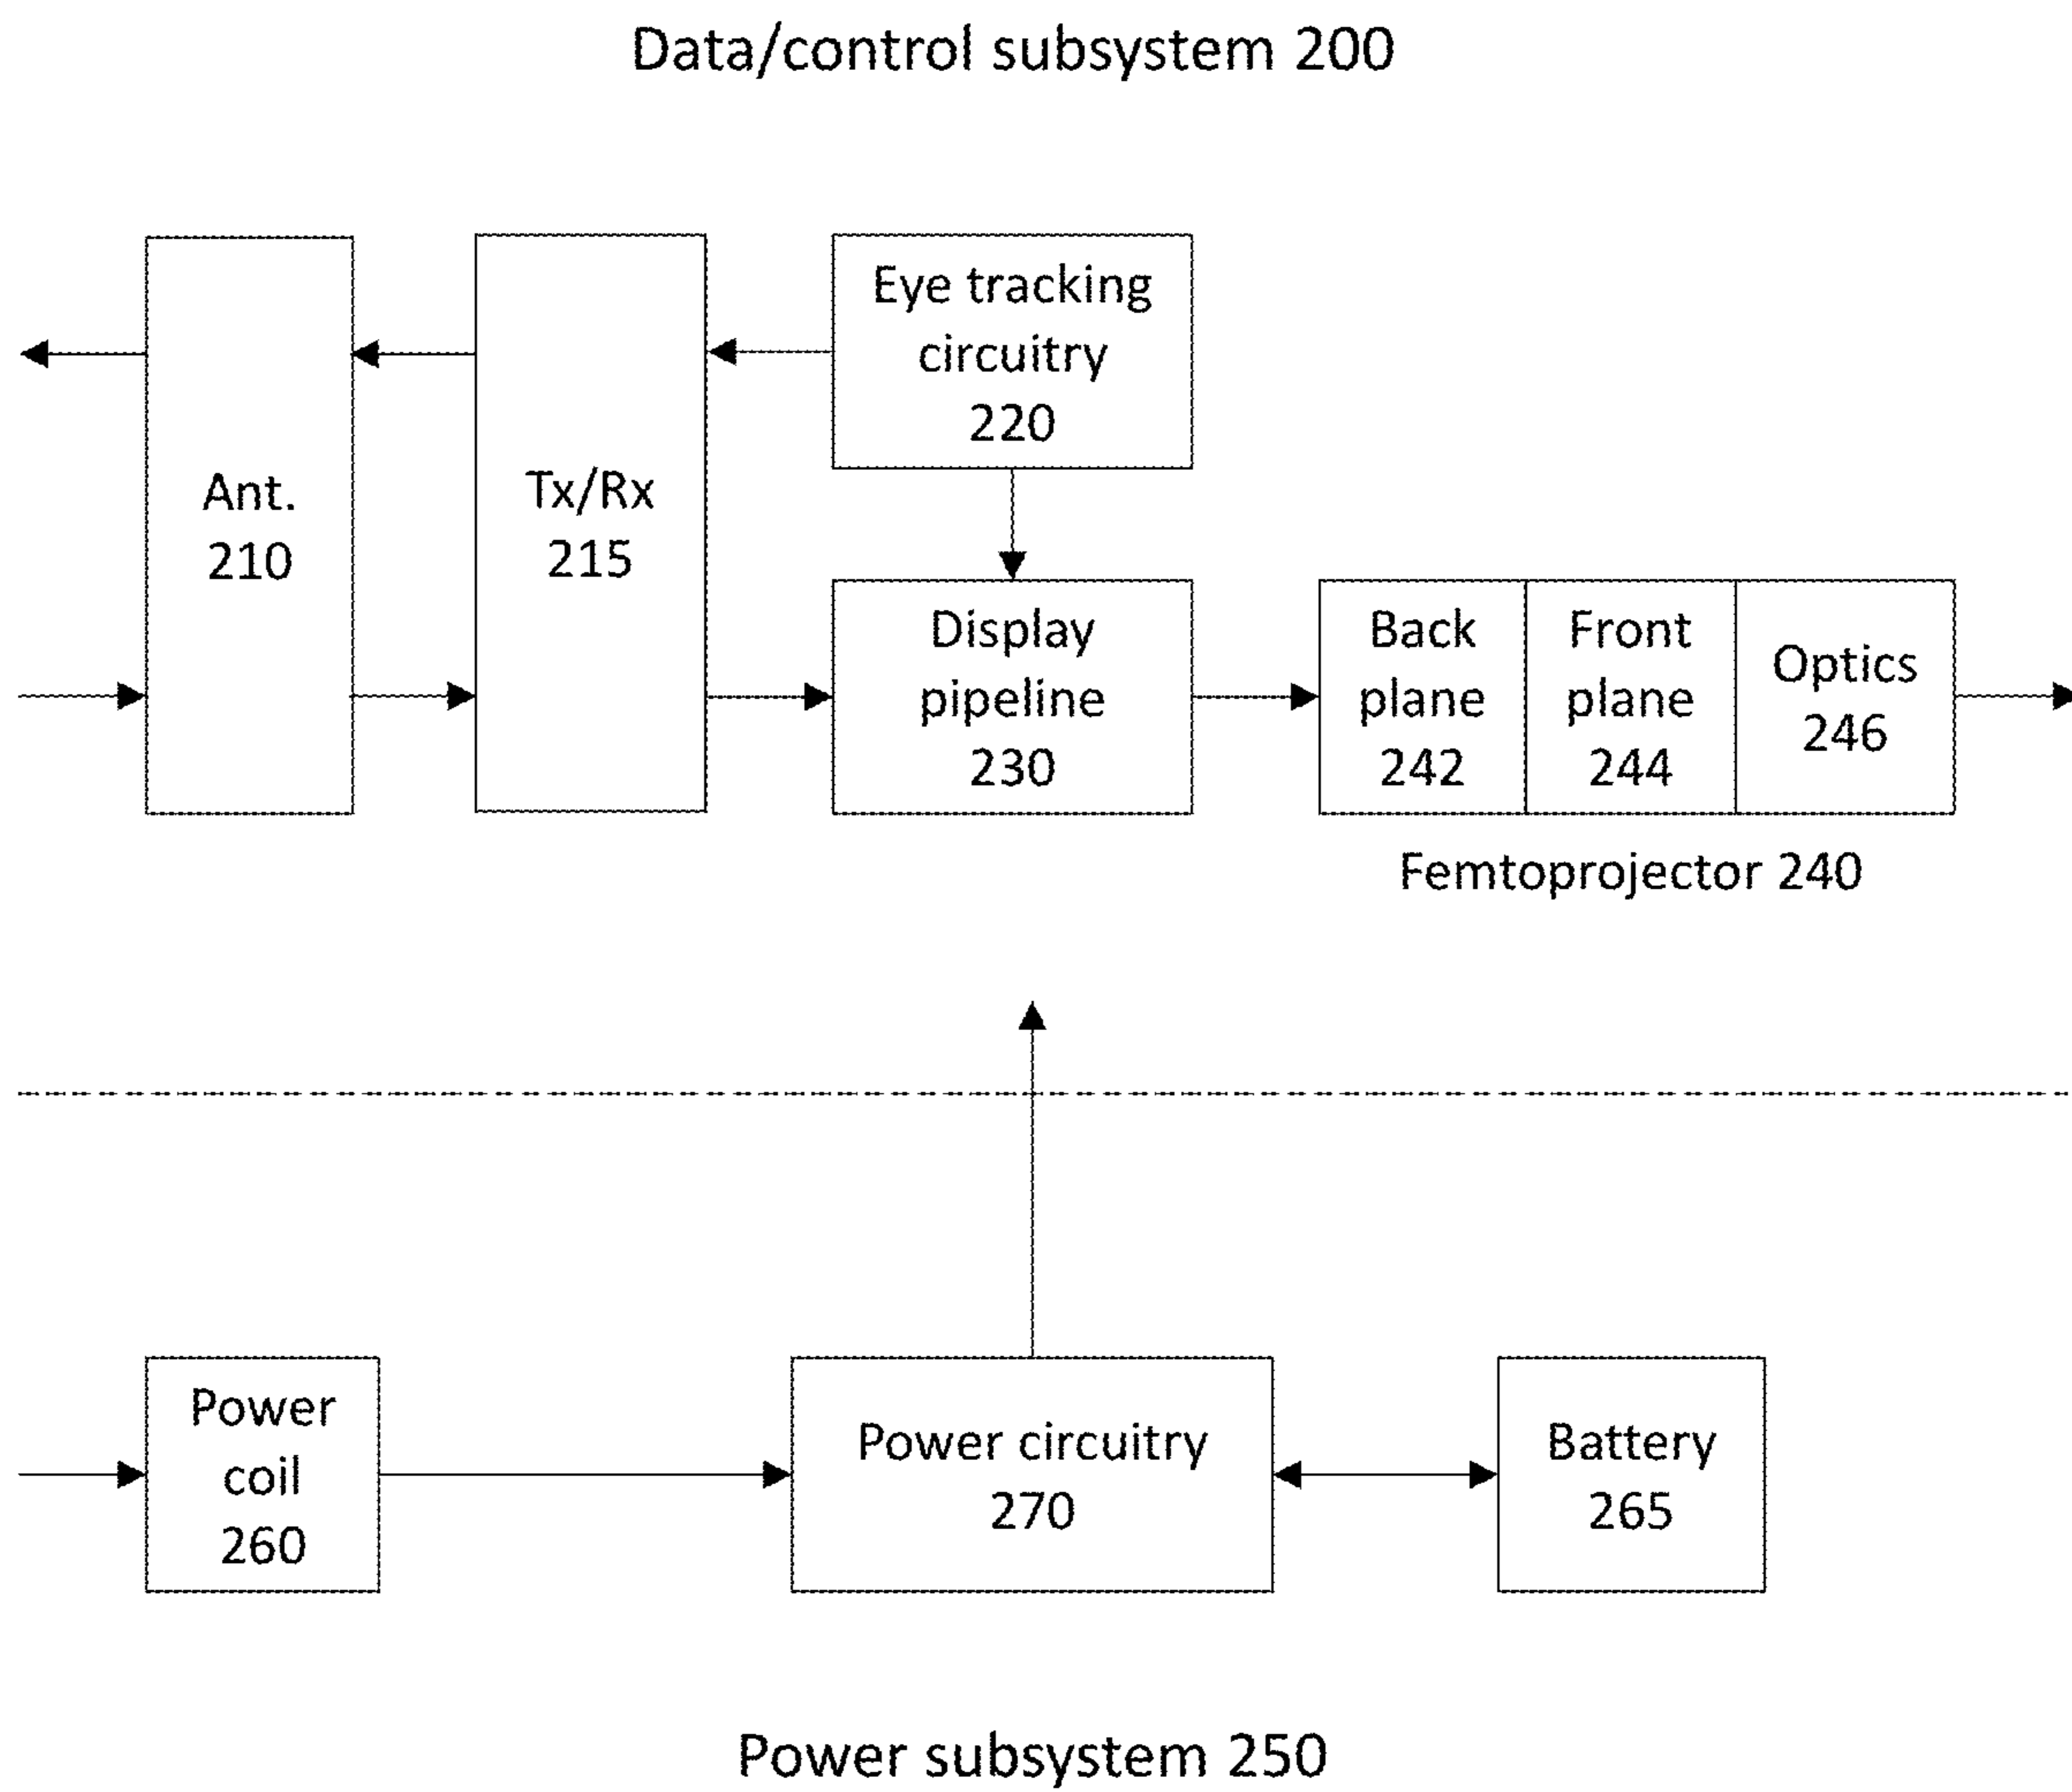 Data/control subsystem 200
Ant.
210
Tx/Rx
215
Eye tracking
circuitry
220
Display
pipeline
230
Back
plane
242
Front
plane
244
Optics
246
Femtoprojector 240
Power
coil
260
Power circuitry
270
Battery
265
Power subsystem 250